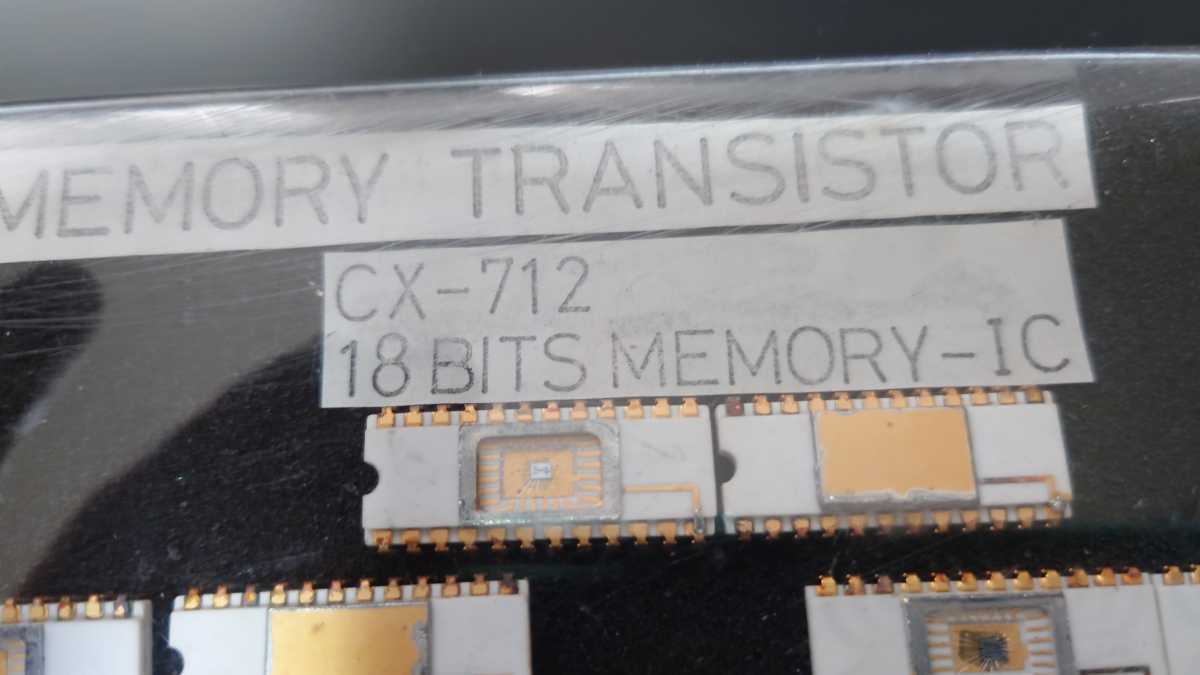 MEMORY TRANSISTOR
CX-712
18 BITS MEMORY-IC